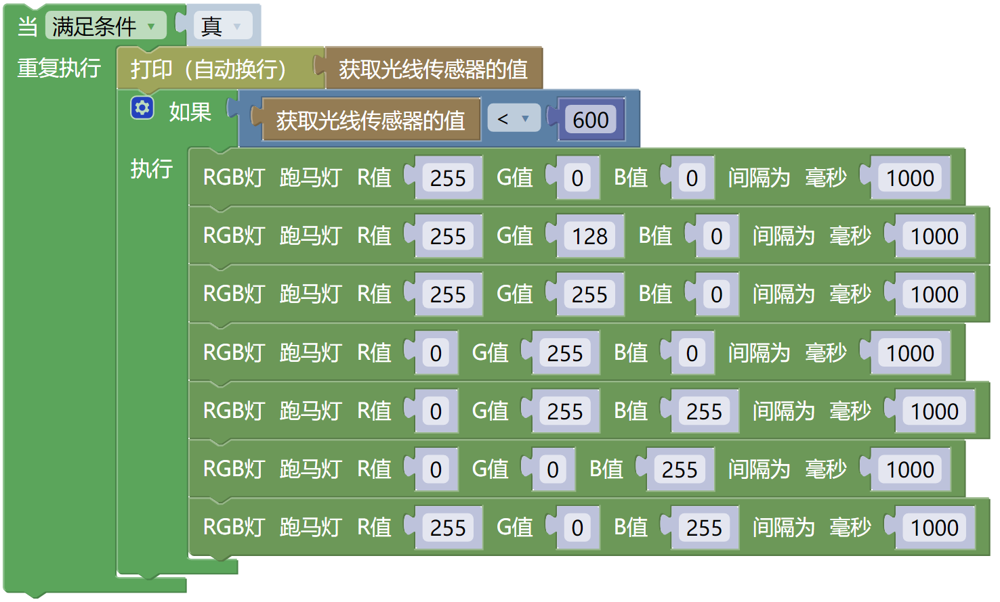 当 满足条件 真
重复执行 打印（自动换行） 获取光线传感器的值
如果 获取光线传感器的值 < 600
执行 RGB灯 跑马灯 R值 255 G值 0 B值 0 间隔为 毫秒 1000
RGB灯 跑马灯 R值 255 G值 128 B值 0 间隔为 毫秒 1000
RGB灯 跑马灯 R值 255 G值 255 B值 0 间隔为 毫秒 1000
RGB灯 跑马灯 R值 0 G值 255 B值 0 间隔为 毫秒 1000
RGB灯 跑马灯 R值 0 G值 255 B值 255 间隔为 毫秒 1000
RGB灯 跑马灯 R值 0 G值 0 B值 255 间隔为 毫秒 1000
RGB灯 跑马灯 R值 255 G值 0 B值 255 间隔为 毫秒 1000